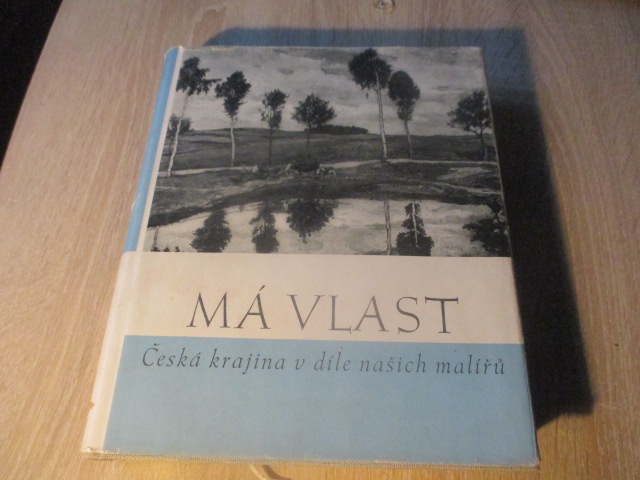 MÁ VLAST
Česká krajina v díle našich malířů